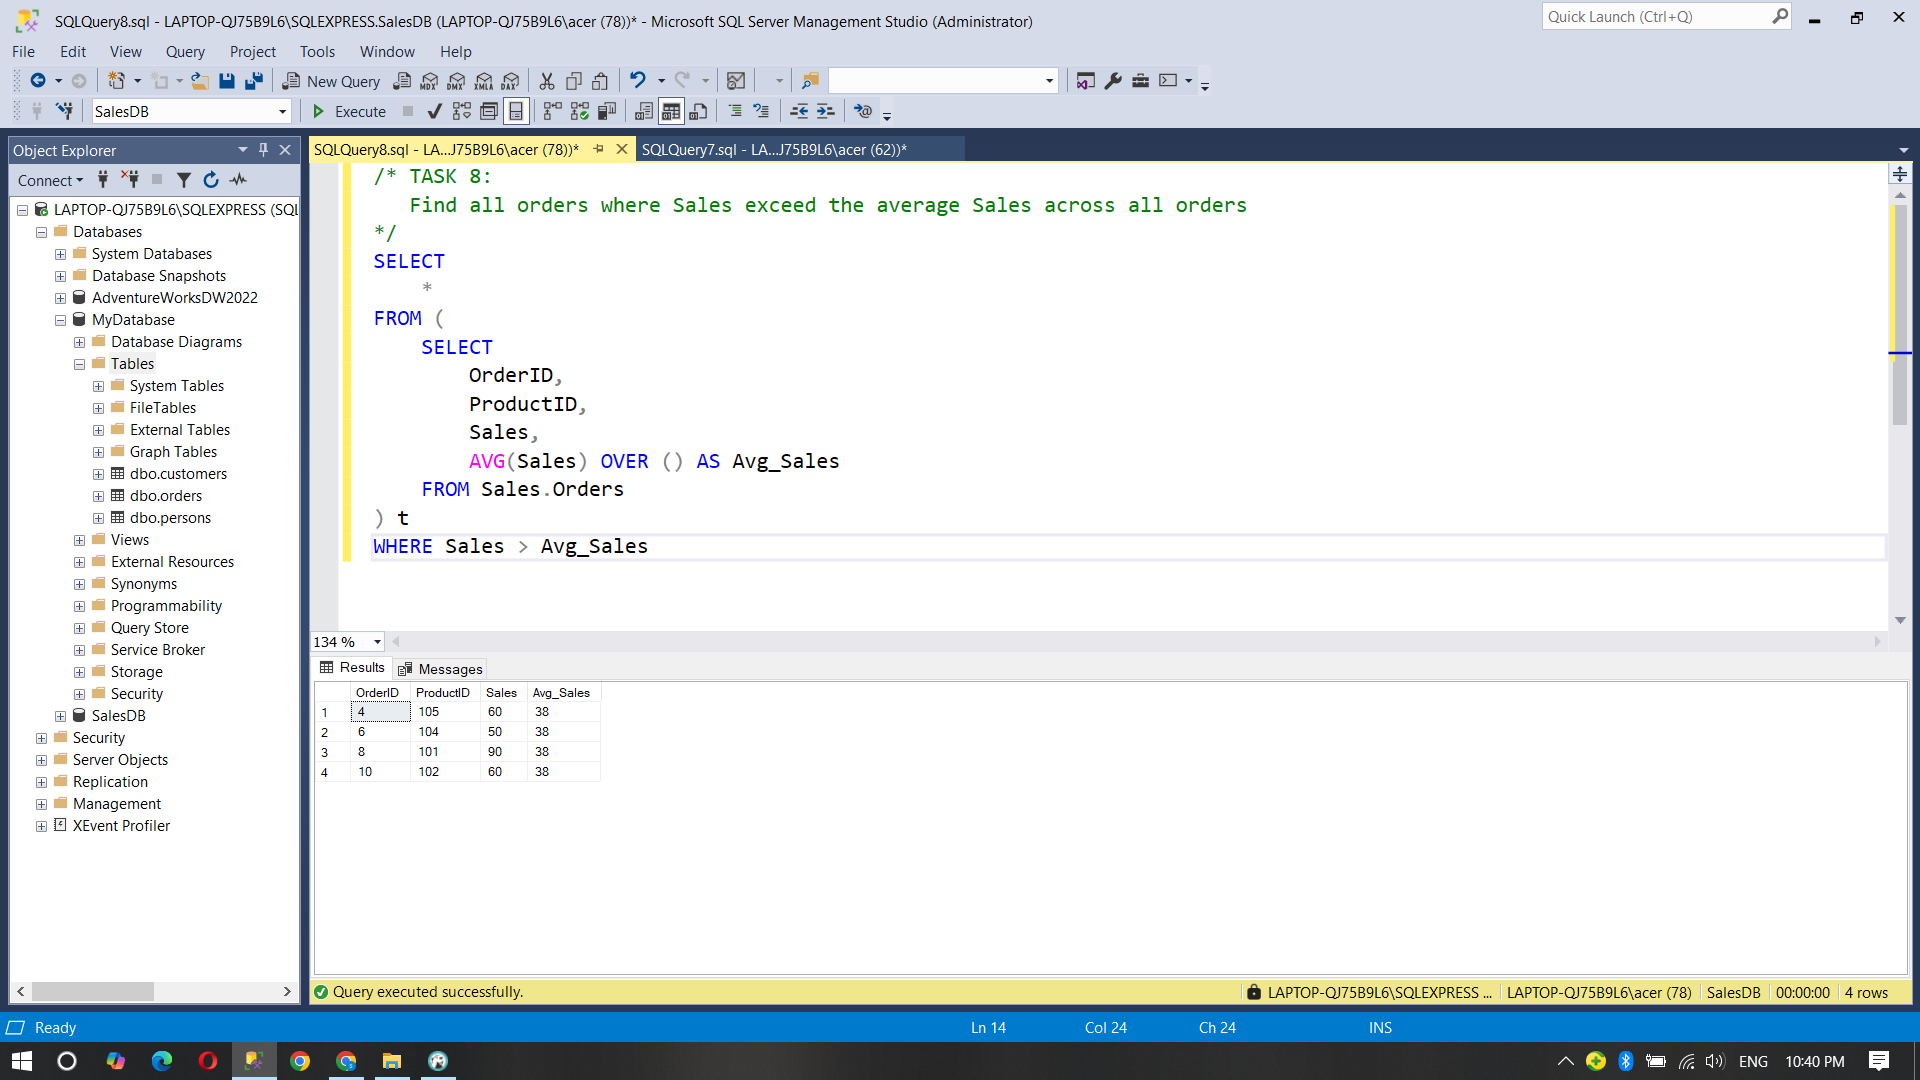 SQLQuery8.sql - LAPTOP-QJ75B9L6\SQLEXPRESS.SalesDB (LAPTOP-QJ75B9L6\acer (78))* - Microsoft SQL Server Management Studio (Administrator)
Quick Launch (Ctrl+Q)
File Edit View Query Project Tools Window Help
New Query MDX DMX XMLA DAX
SalesDB Execute
Object Explorer
Connect
LAPTOP-QJ75B9L6\SQLEXPRESS (SQL
Databases
System Databases
Database Snapshots
AdventureWorksDW2022
MyDatabase
Database Diagrams
Tables
System Tables
FileTables
External Tables
Graph Tables
dbo.customers
dbo.orders
dbo.persons
Views
External Resources
Synonyms
Programmability
Query Store
Service Broker
Storage
Security
SalesDB
Security
Server Objects
Replication
Management
XEvent Profiler
SQLQuery8.sql - LA...J75B9L6\acer (78))* SQLQuery7.sql - LA...J75B9L6\acer (62))*
/* TASK 8:
Find all orders where Sales exceed the average Sales across all orders
*/
SELECT
*
FROM (
SELECT
OrderID,
ProductID,
Sales,
AVG(Sales) OVER () AS Avg_Sales
FROM Sales.Orders
) t
WHERE Sales > Avg_Sales
134 %
Results Messages
OrderID ProductID Sales Avg_Sales
1 4 105 60 38
2 6 104 50 38
3 8 101 90 38
4 10 102 60 38
Query executed successfully. LAPTOP-QJ75B9L6\SQLEXPRESS ... LAPTOP-QJ75B9L6\acer (78) SalesDB 00:00:00 4 rows
Ready Ln 14 Col 24 Ch 24 INS
ENG 10:40 PM